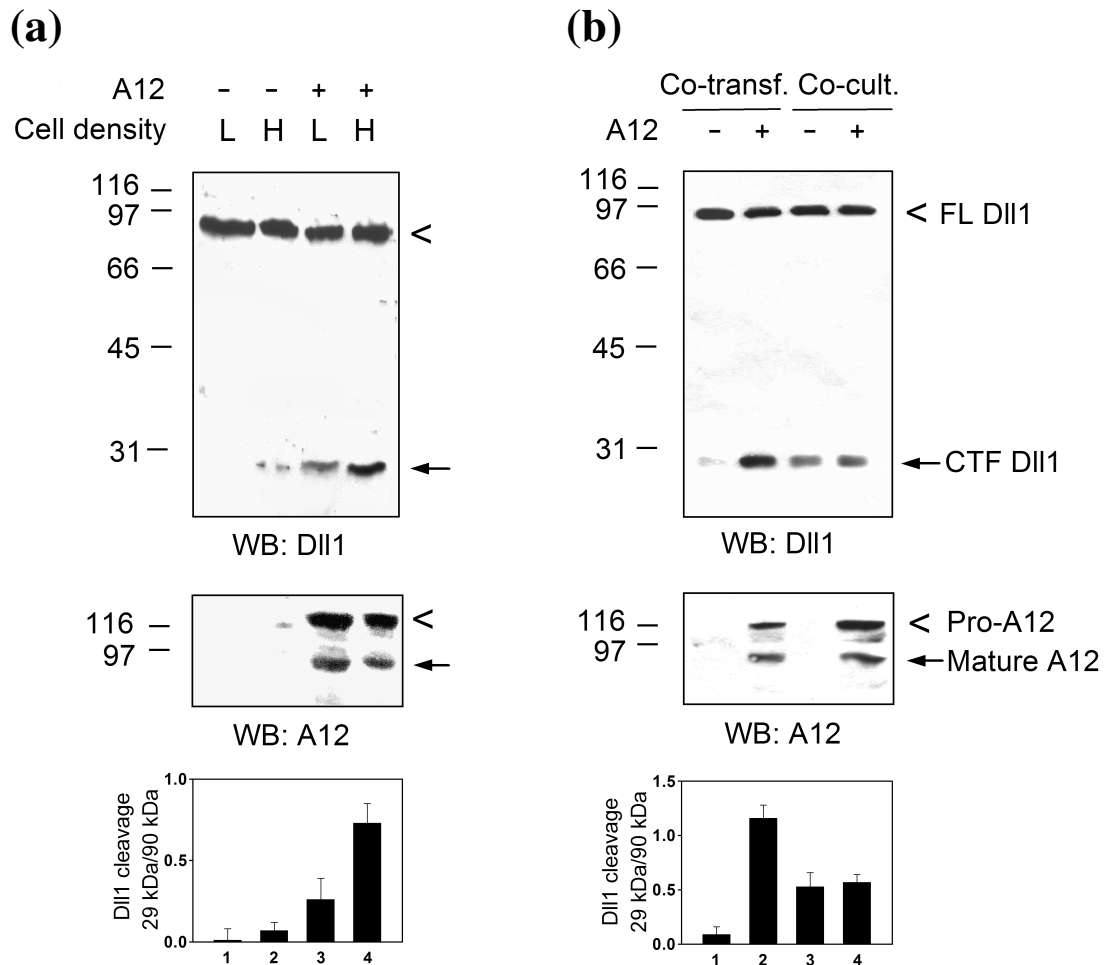 (a)
A12 - - + +
Cell density L H L H
116
97
<
66
45
31
WB: Dll1
116
<
97
WB: A12
Dll1 cleavage
29 kDa/90 kDa
1.0
0.5
0.0
1 2 3 4
(b)
Co-transf. Co-cult.
A12 - + - +
116
97
< FL Dll1
66
45
31
CTF Dll1
WB: Dll1
116
< Pro-A12
97
Mature A12
WB: A12
Dll1 cleavage
29 kDa/90 kDa
1.5
1.0
0.5
0.0
1 2 3 4